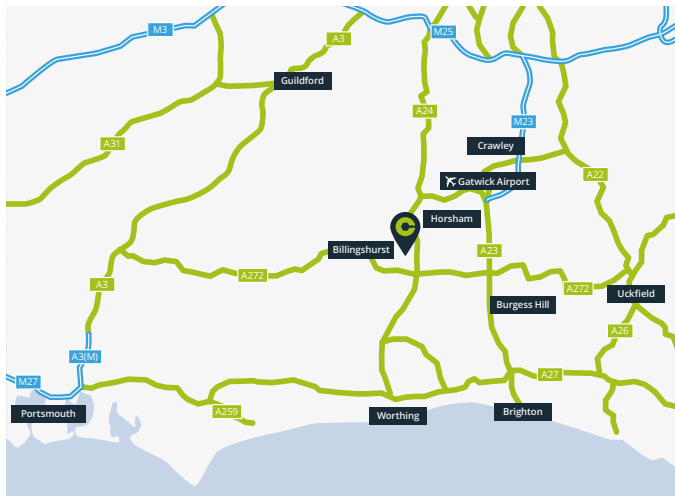 M3
A3
M25
Guildford
A24
M23
A31
Crawley
A22
Gatwick Airport
Horsham
Billingshurst
A23
A272
A3
A272
Uckfield
Burgess Hill
A26
A3(M)
M27
A27
Portsmouth
A259
Worthing
Brighton